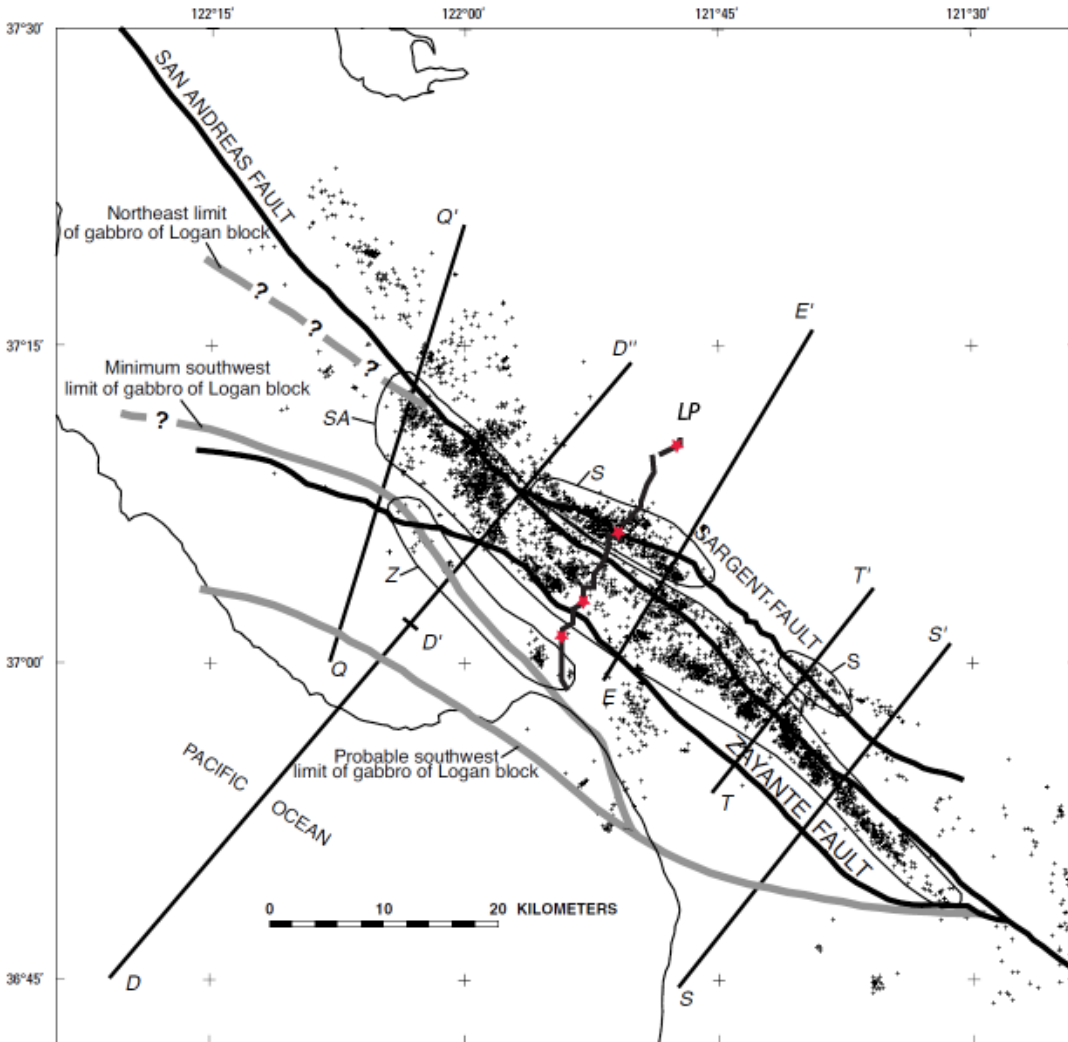 122°15′ 122°00′ 121°45′ 121°30′
37°30′
SAN ANDREAS FAULT
Northeast limit
of gabbro of Logan block
Q'
?
?
?
E'
37°15′
D''
Minimum southwest
limit of gabbro of Logan block
?
SA
LP
S
SARGENT FAULT
Z
T'
S'
D'
S
37°00′
Q
E
PACIFIC OCEAN
Probable southwest
limit of gabbro of Logan block
T
ZAYANTE FAULT
0 10 20 KILOMETERS
36°45′
D
S